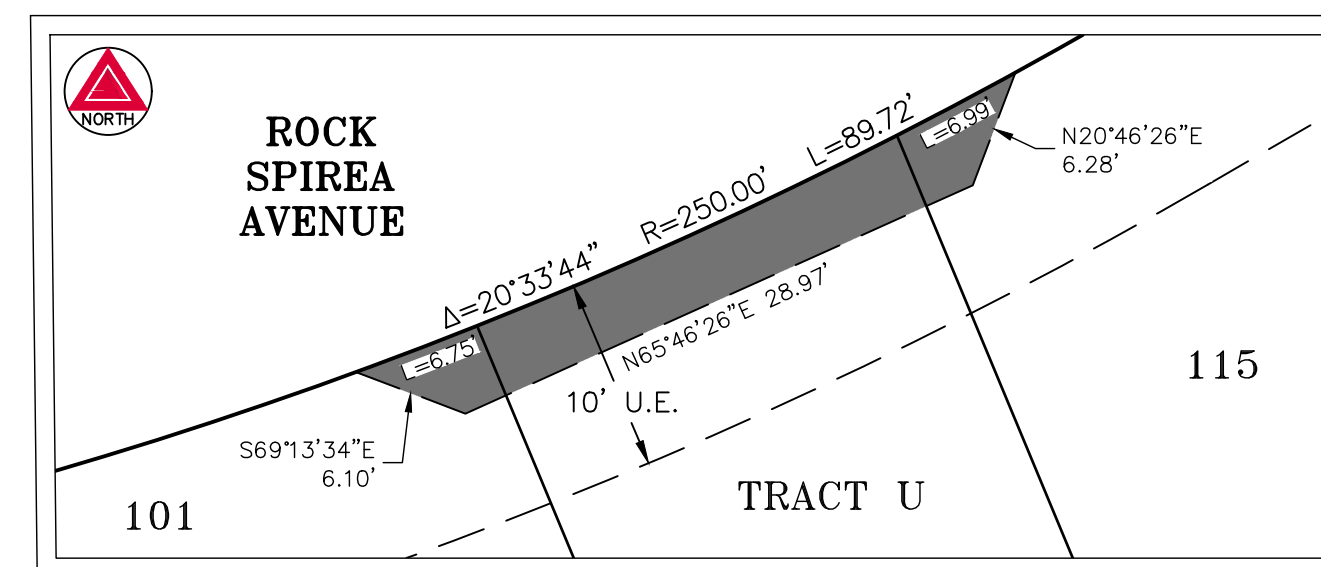 NORTH
ROCK
SPIREA
AVENUE
Δ=20°33'44" R=250.00' L=89.72'
L=6.99'
N20°46'26"E
6.28'
L=6.75'
N65°46'26"E 28.97'
10' U.E.
S69°13'34"E
6.10'
115
TRACT U
101